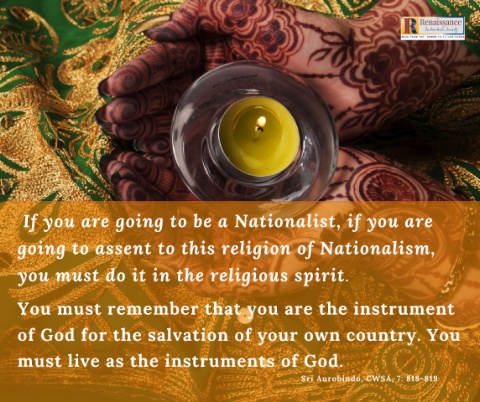 Renaissance
If you are going to be a Nationalist, if you are
going to assent to this religion of Nationalism,
you must do it in the religious spirit.
You must remember that you are the instrument
of God for the salvation of your own country. You
must live as the instruments of God.
Sri Aurobindo, CWSA, 7: 818-819